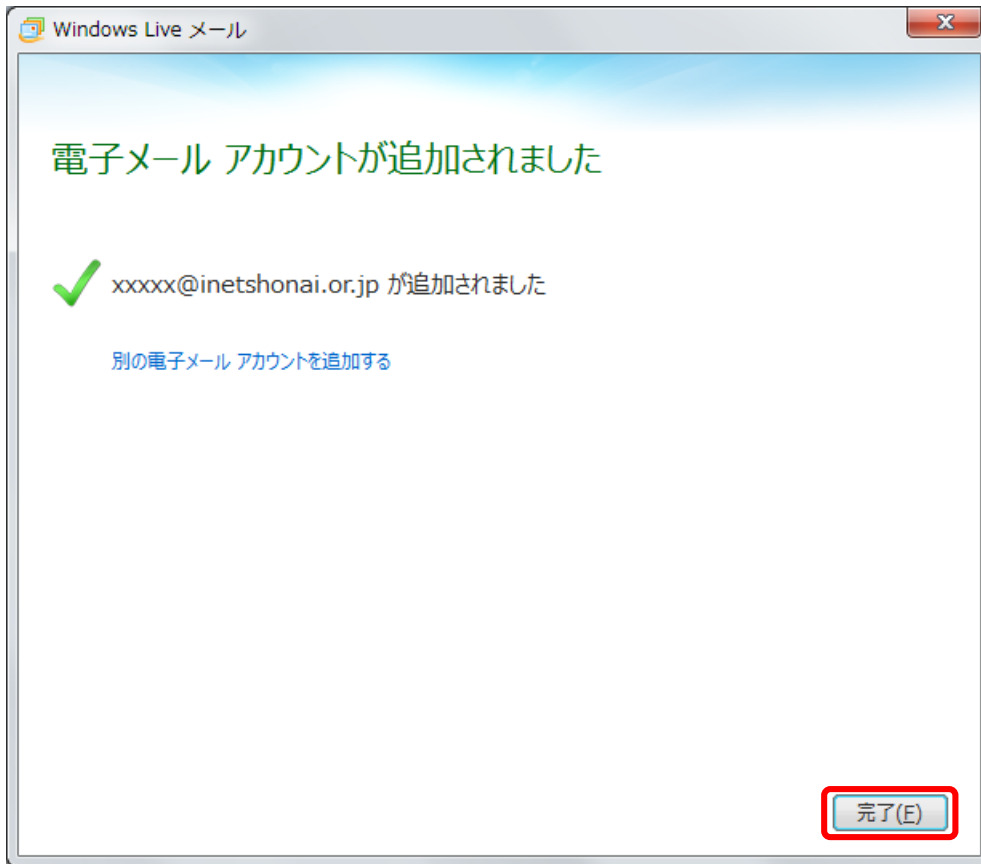 Windows Live メール
電子メール アカウントが追加されました
xxxxx@inetshonai.or.jp が追加されました
別の電子メール アカウントを追加する
完了(F)